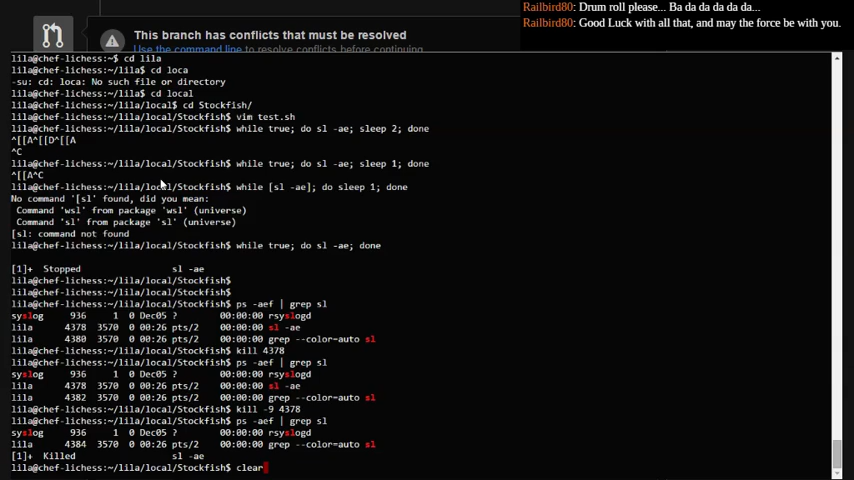 Railbird80: Drum roll please... Ba da da da da da...
Railbird80: Good Luck with all that, and may the force be with you.
This branch has conflicts that must be resolved
Use the command line to resolve conflicts before continuing.
lila@chef-lichess:~$ cd lila
lila@chef-lichess:~/lila$ cd loca
-su: cd: loca: No such file or directory
lila@chef-lichess:~/lila$ cd local
lila@chef-lichess:~/lila/local$ cd Stockfish/
lila@chef-lichess:~/lila/local/Stockfish$ vim test.sh
lila@chef-lichess:~/lila/local/Stockfish$ while true; do sl -ae; sleep 2; done
^[[A^[[D^[[A
^C
lila@chef-lichess:~/lila/local/Stockfish$ while true; do sl -ae; sleep 1; done
^[[A^C
lila@chef-lichess:~/lila/local/Stockfish$ while [sl -ae]; do sleep 1; done
No command '[sl' found, did you mean:
Command 'wsl' from package 'wsl' (universe)
Command 'sl' from package 'sl' (universe)
[sl: command not found
lila@chef-lichess:~/lila/local/Stockfish$ while true; do sl -ae; done
[1]+ Stopped sl -ae
lila@chef-lichess:~/lila/local/Stockfish$
lila@chef-lichess:~/lila/local/Stockfish$
lila@chef-lichess:~/lila/local/Stockfish$ ps -aef | grep sl
syslog 936 1 0 Dec05 ? 00:00:00 rsyslogd
lila 4378 3570 0 00:26 pts/2 00:00:00 sl -ae
lila 4380 3570 0 00:26 pts/2 00:00:00 grep --color=auto sl
lila@chef-lichess:~/lila/local/Stockfish$ kill 4378
lila@chef-lichess:~/lila/local/Stockfish$ ps -aef | grep sl
syslog 936 1 0 Dec05 ? 00:00:00 rsyslogd
lila 4378 3570 0 00:26 pts/2 00:00:00 sl -ae
lila 4382 3570 0 00:26 pts/2 00:00:00 grep --color=auto sl
lila@chef-lichess:~/lila/local/Stockfish$ kill -9 4378
lila@chef-lichess:~/lila/local/Stockfish$ ps -aef | grep sl
syslog 936 1 0 Dec05 ? 00:00:00 rsyslogd
lila 4384 3570 0 00:26 pts/2 00:00:00 grep --color=auto sl
[1]+ Killed sl -ae
lila@chef-lichess:~/lila/local/Stockfish$ clear